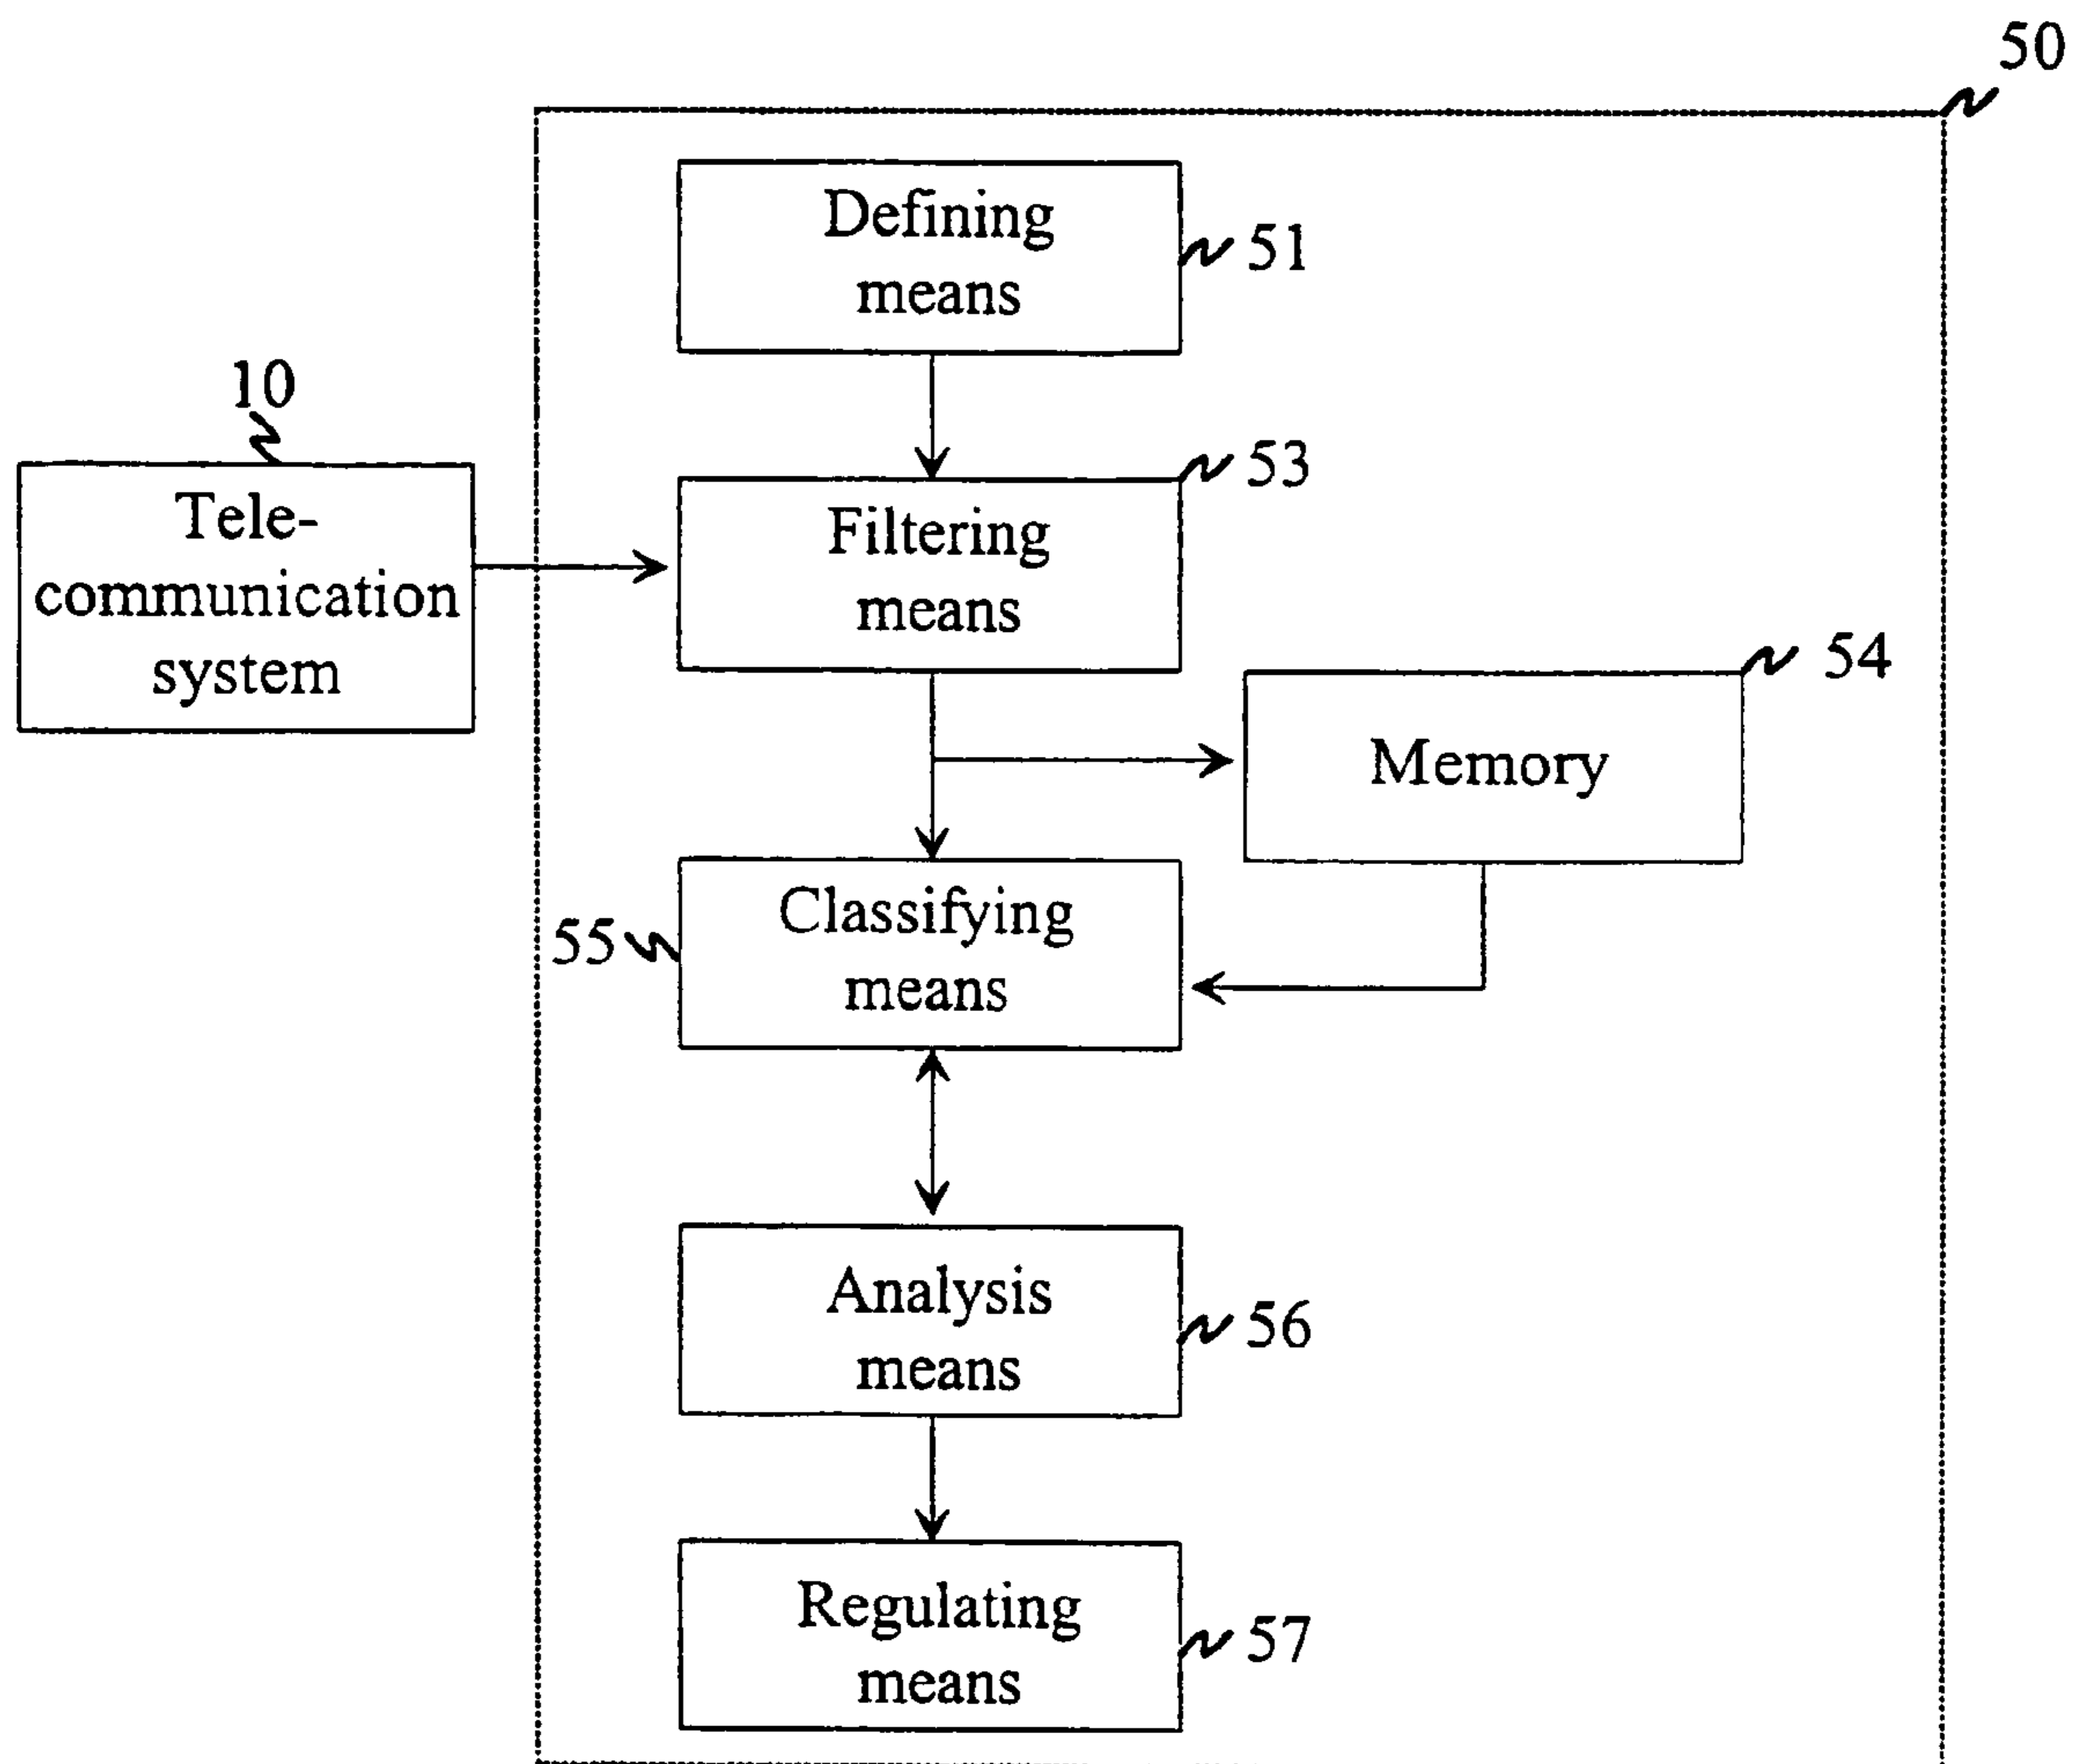 50
Defining
means
51
10
Tele-
communication
system
53
Filtering
means
54
Memory
55
Classifying
means
Analysis
means
56
Regulating
means
57